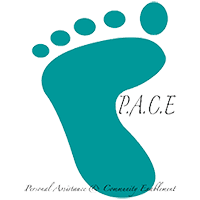 P.A.C.E
Personal Assistance & Community Enablement